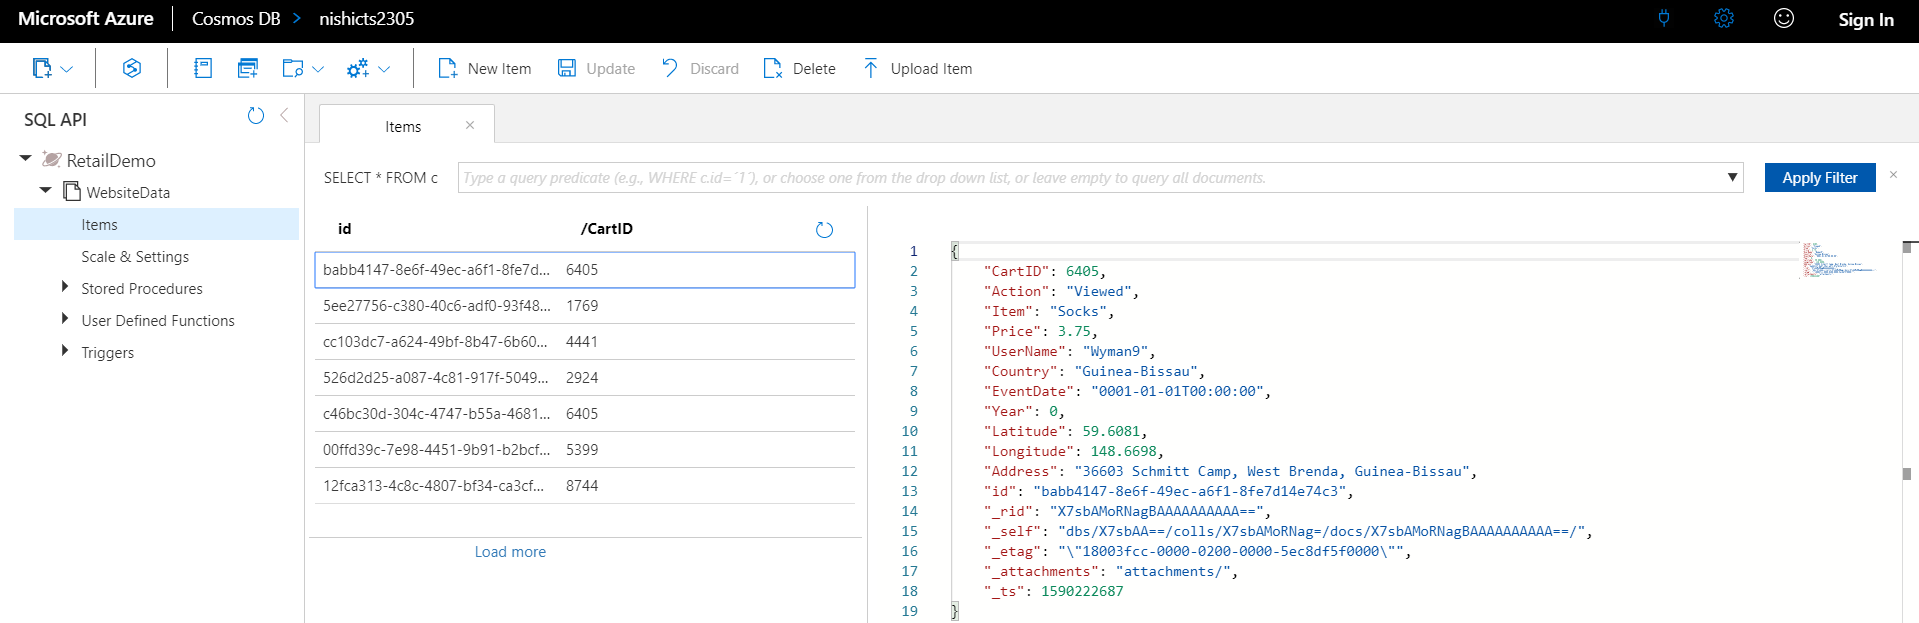 Microsoft Azure Cosmos DB > nishicts2305 Sign In
New Item Update Discard Delete Upload Item
SQL API
RetailDemo
WebsiteData
Items
Scale & Settings
Stored Procedures
User Defined Functions
Triggers
Items
SELECT * FROM c Type a query predicate (e.g., WHERE c.id=´1´), or choose one from the drop down list, or leave empty to query all documents. Apply Filter
id /CartID
babb4147-8e6f-49ec-a6f1-8fe7d... 6405
5ee27756-c380-40c6-adf0-93f48... 1769
cc103dc7-a624-49bf-8b47-6b60... 4441
526d2d25-a087-4c81-917f-5049... 2924
c46bc30d-304c-4747-b55a-4681... 6405
00ffd39c-7e98-4451-9b91-b2bcf... 5399
12fca313-4c8c-4807-bf34-ca3cf... 8744
Load more
1 {
2 "CartID": 6405,
3 "Action": "Viewed",
4 "Item": "Socks",
5 "Price": 3.75,
6 "UserName": "Wyman9",
7 "Country": "Guinea-Bissau",
8 "EventDate": "0001-01-01T00:00:00",
9 "Year": 0,
10 "Latitude": 59.6081,
11 "Longitude": 148.6698,
12 "Address": "36603 Schmitt Camp, West Brenda, Guinea-Bissau",
13 "id": "babb4147-8e6f-49ec-a6f1-8fe7d14e74c3",
14 "_rid": "X7sbAMoRNagBAAAAAAAAAA==",
15 "_self": "dbs/X7sbAA==/colls/X7sbAMoRNag=/docs/X7sbAMoRNagBAAAAAAAAAA==/",
16 "_etag": "\"18003fcc-0000-0200-0000-5ec8df5f0000\"",
17 "_attachments": "attachments/",
18 "_ts": 1590222687
19 }